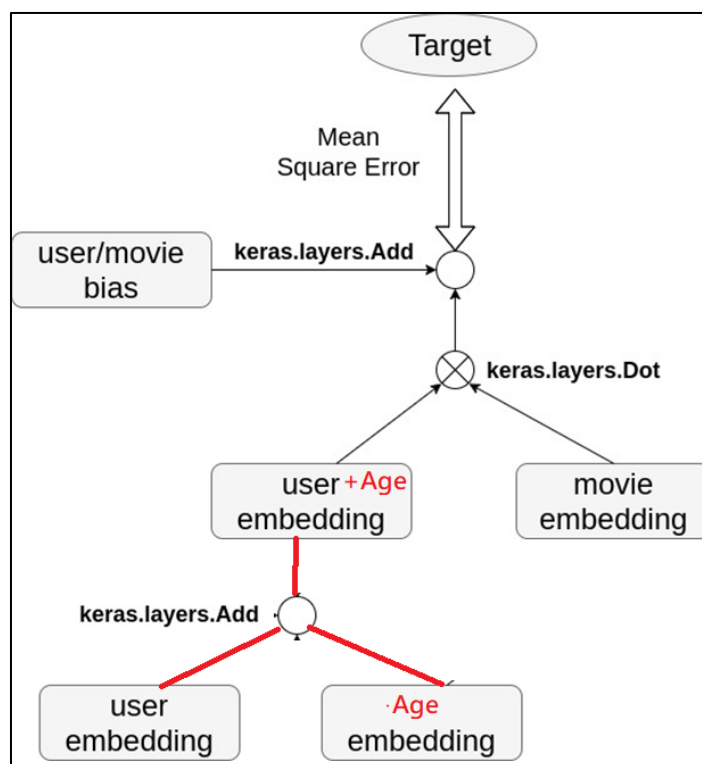 Target
Mean
Square Error
user/movie
bias
keras.layers.Add
keras.layers.Dot
user +Age
embedding
movie
embedding
keras.layers.Add
user
embedding
Age
embedding